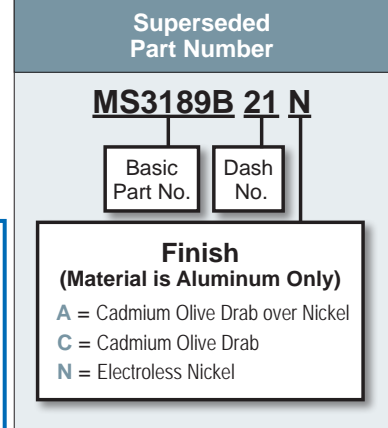 Superseded
Part Number
MS3189B 21 N
Basic
Part No.
Dash
No.
Finish
(Material is Aluminum Only)
A = Cadmium Olive Drab over Nickel
C = Cadmium Olive Drab
N = Electroless Nickel